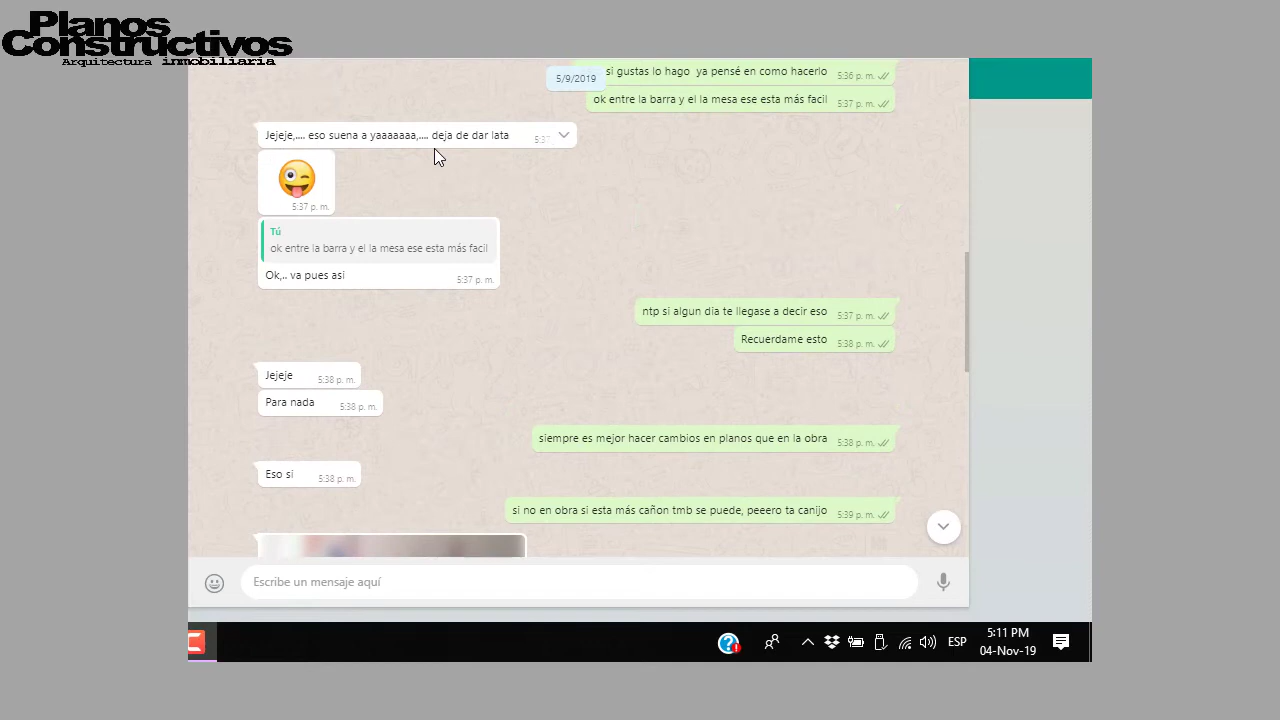 Planos
Constructivos
Arquitectura inmobiliaria
si gustas lo hago ya pensé en como hacerlo 5:36 p. m.
5/9/2019
ok entre la barra y el la mesa ese esta más facil 5:37 p. m.
Jejeje,.... eso suena a yaaaaaaa,.... deja de dar lata 5:37
5:37 p. m.
Tú
ok entre la barra y el la mesa ese esta más facil
Ok,.. va pues asi 5:37 p. m.
ntp si algun dia te llegase a decir eso 5:37 p. m.
Recuerdame esto 5:38 p. m.
Jejeje 5:38 p. m.
Para nada 5:38 p. m.
siempre es mejor hacer cambios en planos que en la obra 5:38 p. m.
Eso si 5:38 p. m.
si no en obra si esta más cañon tmb se puede, peeero ta canijo 5:39 p. m.
Escribe un mensaje aquí
ESP
5:11 PM
04-Nov-19